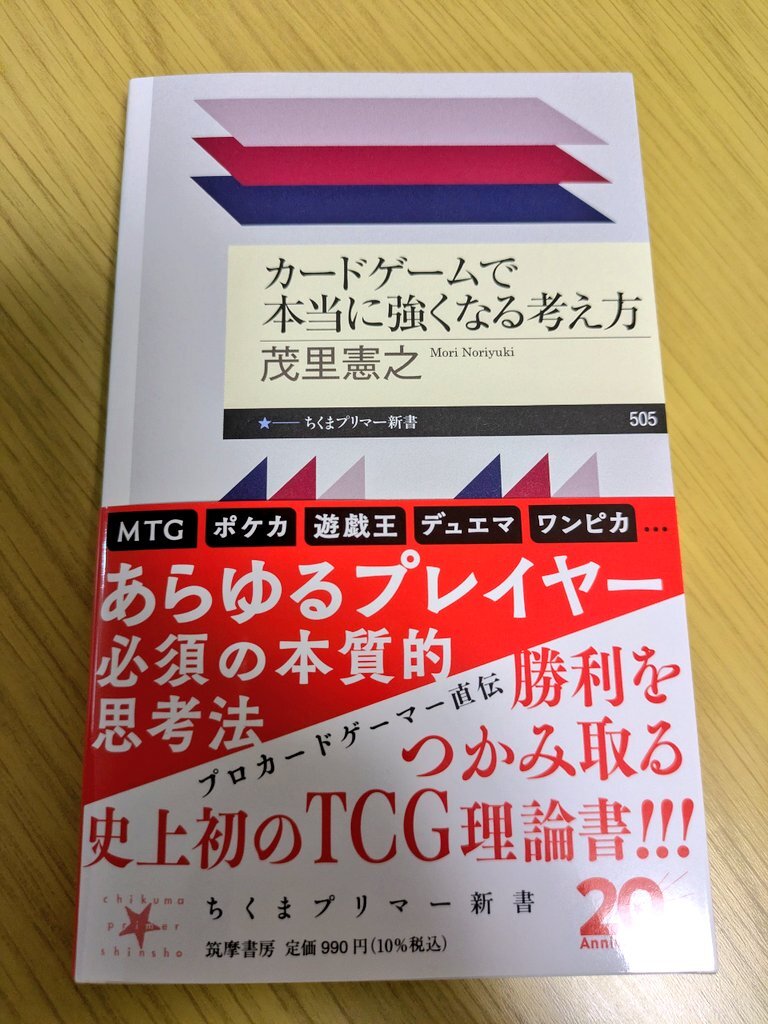 カードゲームで
本当に強くなる考え方
茂里憲之 Mori Noriyuki
★― ちくまプリマー新書 505
MTG ポケカ 遊戯王 デュエマ ワンピカ …
あらゆるプレイヤー
必須の本質的
思考法
プロカードゲーマー直伝
勝利を
つかみ取る
史上初のTCG理論書!!!
chikuma
primer
shinsho
ちくまプリマー新書
筑摩書房 定価990円(10%税込)
20th